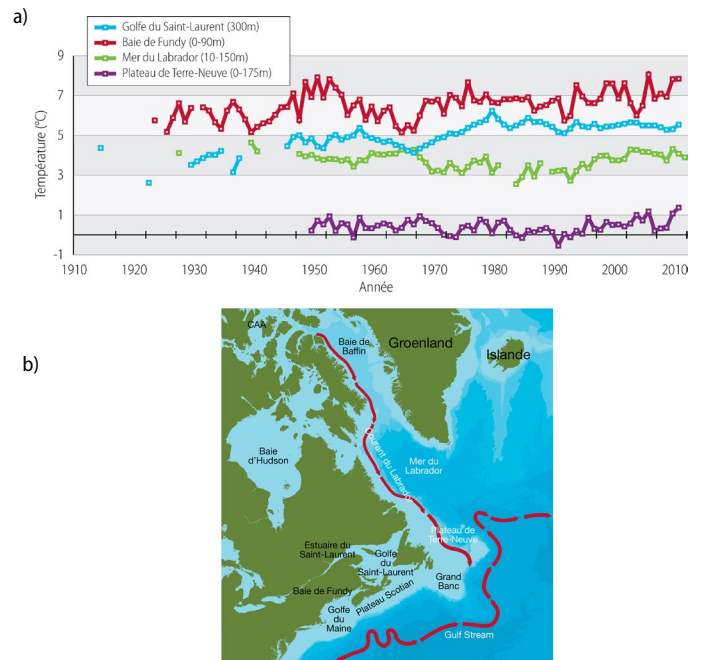 a)
Golfe du Saint-Laurent (300m)
Baie de Fundy (0-90m)
Mer du Labrador (10-150m)
Plateau de Terre-Neuve (0-175m)
Température (°C)
9
7
5
3
1
-1
1910
1920
1930
1940
1950
1960
1970
1980
1990
2000
2010
Année
b)
CAA
Baie de
Baffin
Groenland
Islande
Baie
d'Hudson
Courant du Labrador
Mer du
Labrador
Plateau de
Terre-Neuve
Estuaire du
Saint-Laurent
Golfe
du
Saint-Laurent
Grand
Banc
Baie de Fundy
Plateau Scotian
Golfe
du
Maine
Gulf Stream